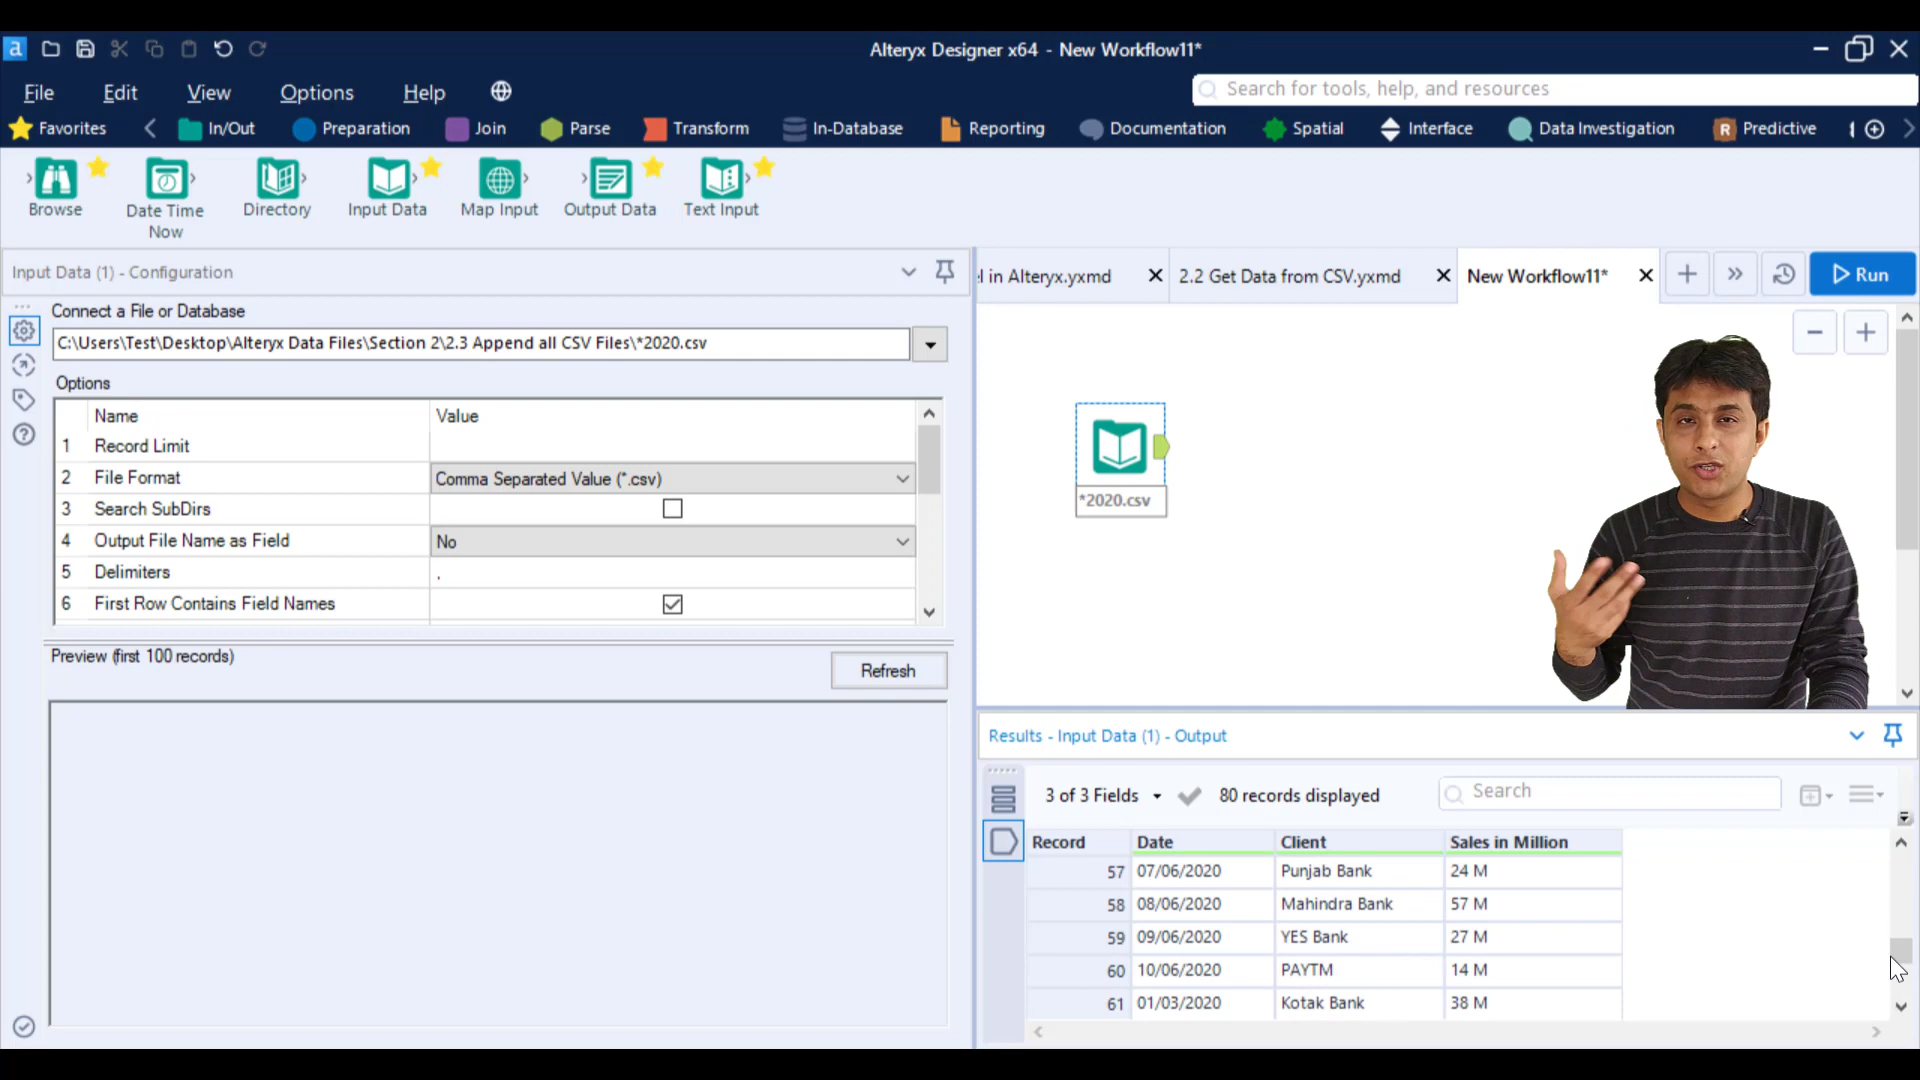 a
Alteryx Designer x64 - New Workflow11*
File Edit View Options Help
Search for tools, help, and resources
Favorites In/Out Preparation Join Parse Transform In-Database Reporting Documentation Spatial Interface Data Investigation R Predictive
Browse Date Time Now Directory Input Data Map Input Output Data Text Input
Input Data (1) - Configuration
Connect a File or Database
C:\Users\Test\Desktop\Alteryx Data Files\Section 2\2.3 Append all CSV Files\*2020.csv
Options
Name Value
1 Record Limit
2 File Format Comma Separated Value (*.csv)
3 Search SubDirs
4 Output File Name as Field No
5 Delimiters ,
6 First Row Contains Field Names
Preview (first 100 records)
Refresh
l in Alteryx.yxmd 2.2 Get Data from CSV.yxmd New Workflow11* Run
*2020.csv
Results - Input Data (1) - Output
3 of 3 Fields 80 records displayed Search
Record Date Client Sales in Million
57 07/06/2020 Punjab Bank 24 M
58 08/06/2020 Mahindra Bank 57 M
59 09/06/2020 YES Bank 27 M
60 10/06/2020 PAYTM 14 M
61 01/03/2020 Kotak Bank 38 M